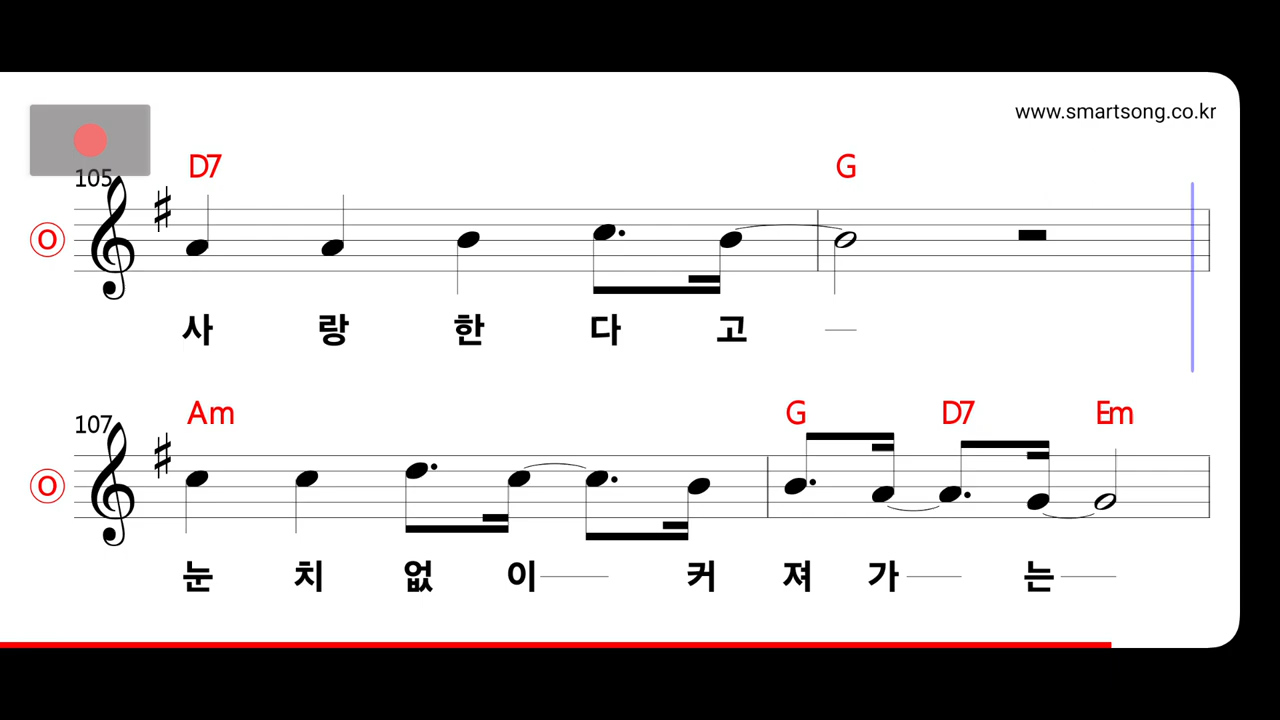 www.smartsong.co.kr
D7 G
105
O
사 랑 한 다 고
Am G D7 Em
107
O
눈 치 없 이 커 져 가 는